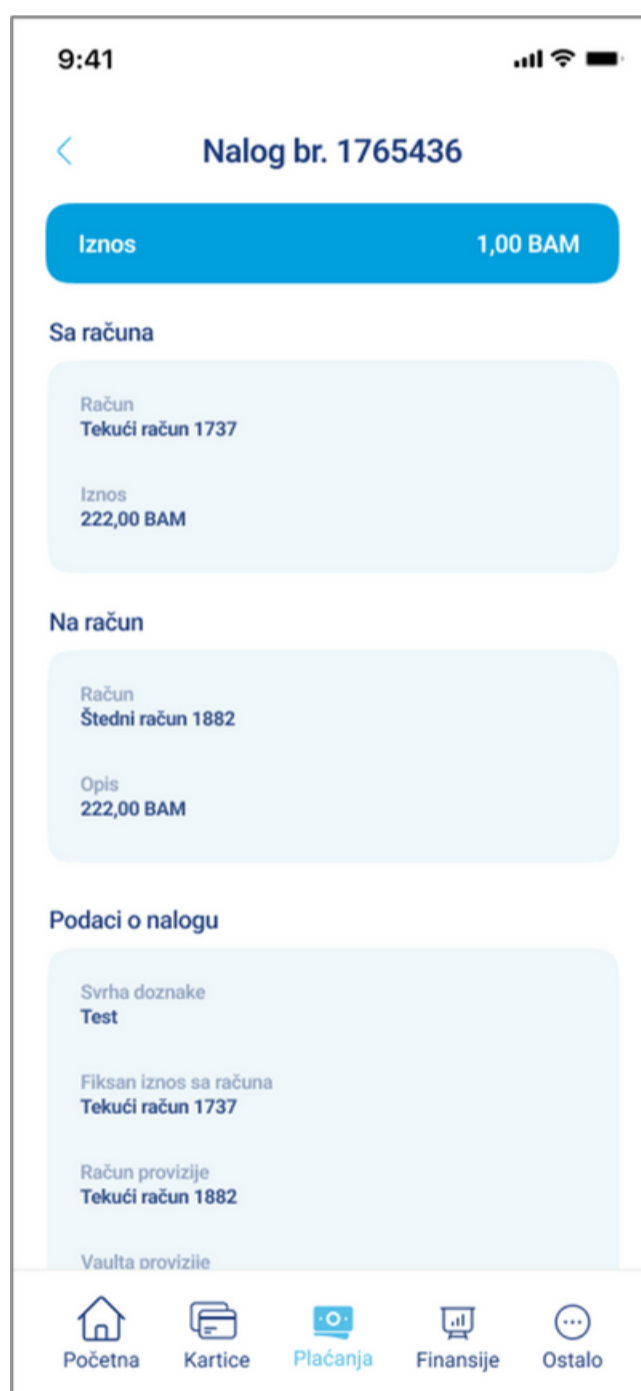 9:41
Nalog br. 1765436
Iznos 1,00 BAM
Sa računa
Račun
Tekući račun 1737
Iznos
222,00 BAM
Na račun
Račun
Štedni račun 1882
Opis
222,00 BAM
Podaci o nalogu
Svrha doznake
Test
Fiksan iznos sa računa
Tekući račun 1737
Račun provizije
Tekući račun 1882
Vaulta provizije
Početna Kartice Plaćanja Finansije Ostalo